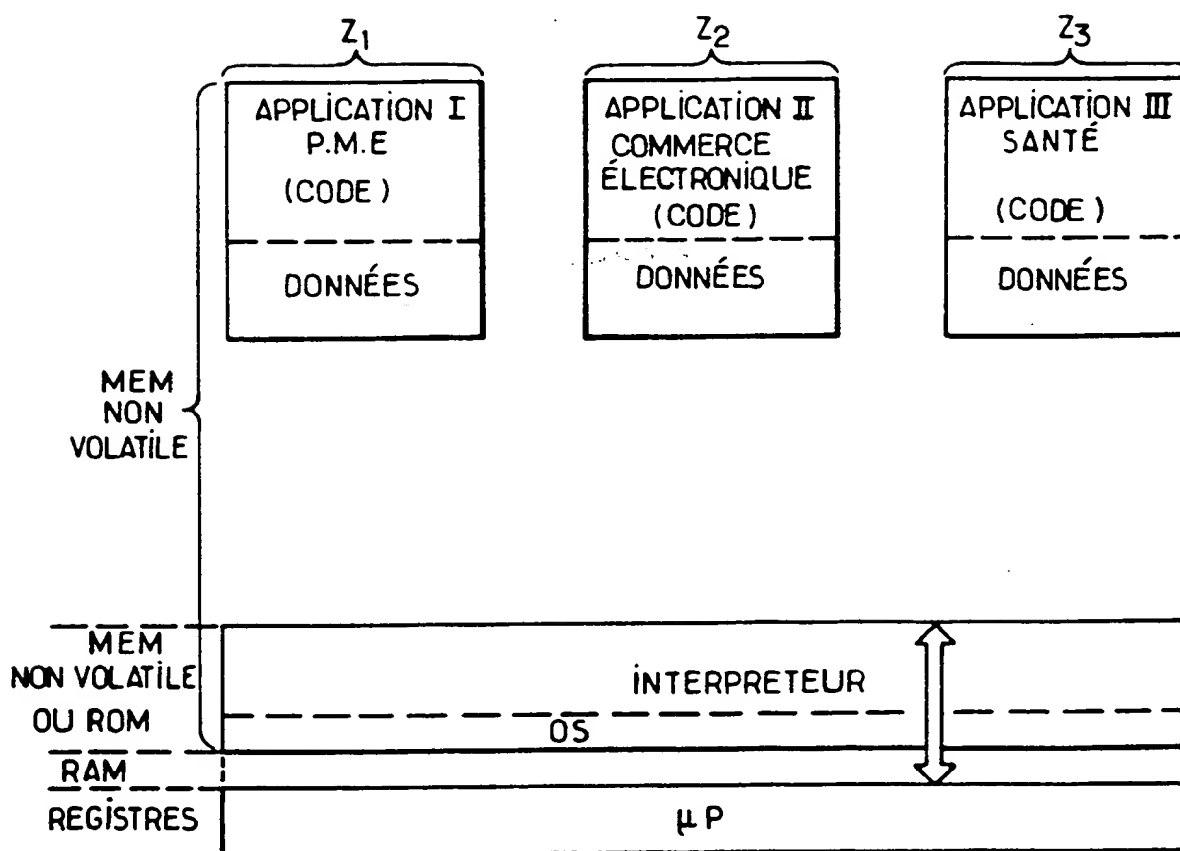 Z1
Z2
Z3
APPLICATION I
P.M.E
(CODE)
DONNÉES
APPLICATION II
COMMERCE
ÉLECTRONIQUE
(CODE)
DONNÉES
APPLICATION III
SANTÉ
(CODE)
DONNÉES
MEM
NON
VOLATILE
MEM
NON VOLATILE
OU ROM
INTERPRETEUR
OS
RAM
REGISTRES
µP